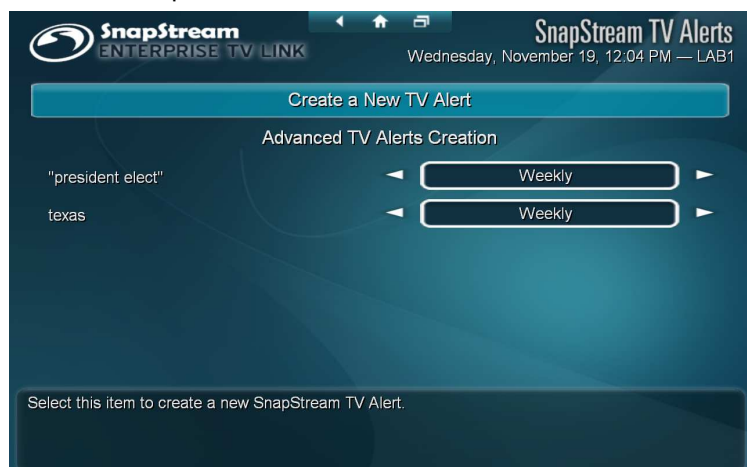 SnapStream
ENTERPRISE TV LINK
SnapStream TV Alerts
Wednesday, November 19, 12:04 PM — LAB1
Create a New TV Alert
Advanced TV Alerts Creation
"president elect" Weekly
texas Weekly
Select this item to create a new SnapStream TV Alert.